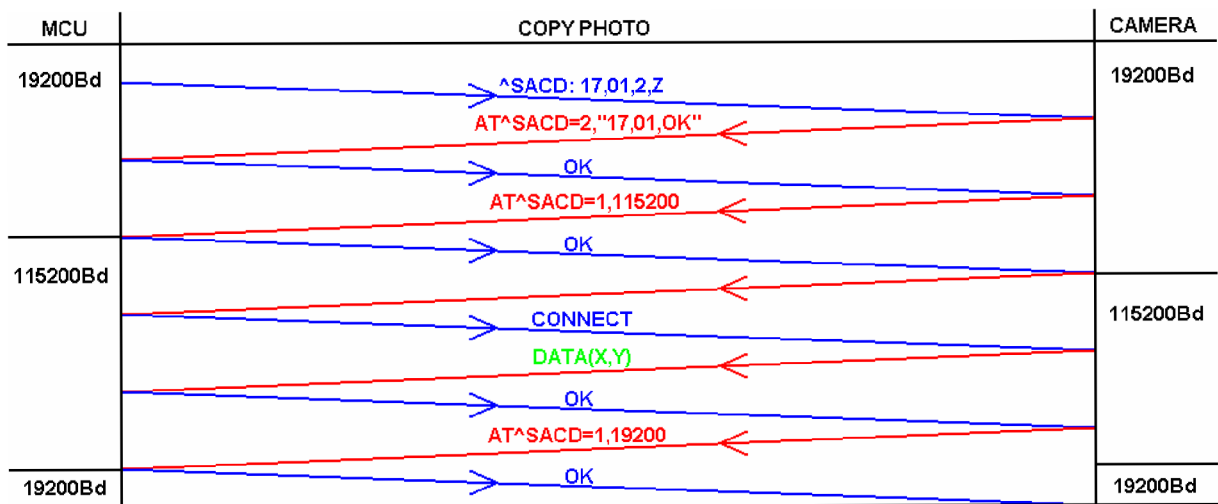 MCU COPY PHOTO CAMERA
19200Bd 19200Bd
^SACD: 17,01,2,Z
AT^SACD=2,"17,01,OK"
OK
AT^SACD=1,115200
OK
115200Bd
115200Bd
CONNECT
DATA(X,Y)
OK
AT^SACD=1,19200
OK
19200Bd 19200Bd